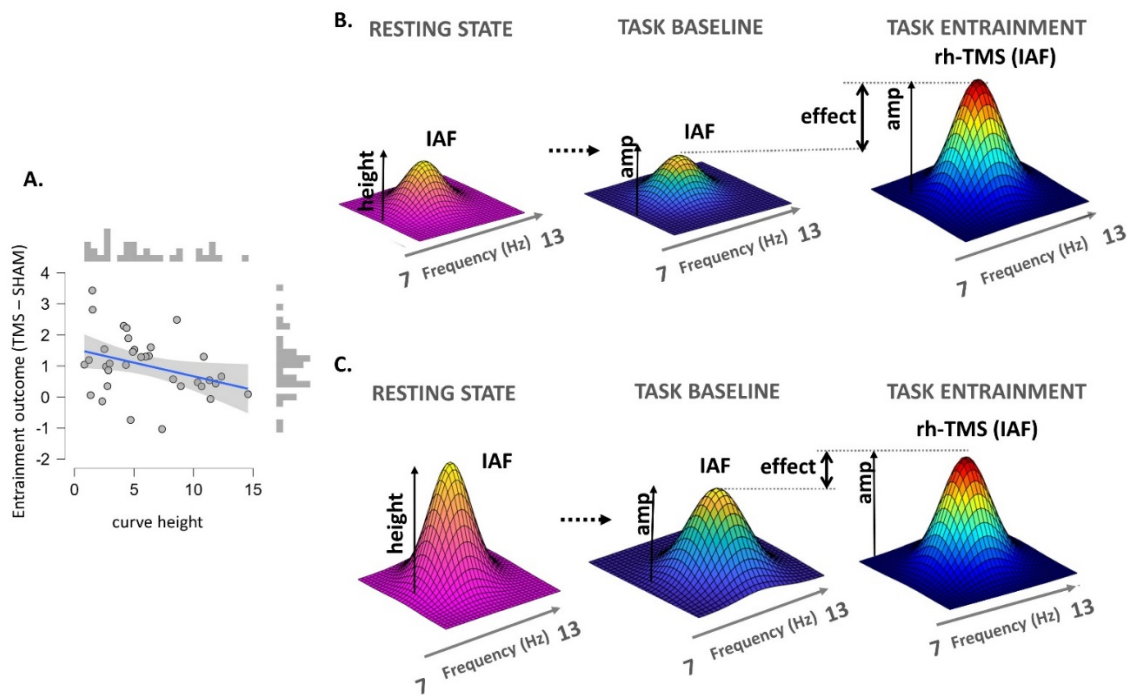 A.
Entrainment outcome (TMS – SHAM)
4
3
2
1
0
-1
-2
0 5 10 15
curve height
B.
RESTING STATE
TASK BASELINE
TASK ENTRAINMENT
rh-TMS (IAF)
IAF
height
IAF
amp
effect
amp
7 Frequency (Hz) 13
7 Frequency (Hz) 13
7 Frequency (Hz) 13
C.
RESTING STATE
TASK BASELINE
TASK ENTRAINMENT
rh-TMS (IAF)
IAF
height
IAF
amp
effect
amp
7 Frequency (Hz) 13
7 Frequency (Hz) 13
7 Frequency (Hz) 13